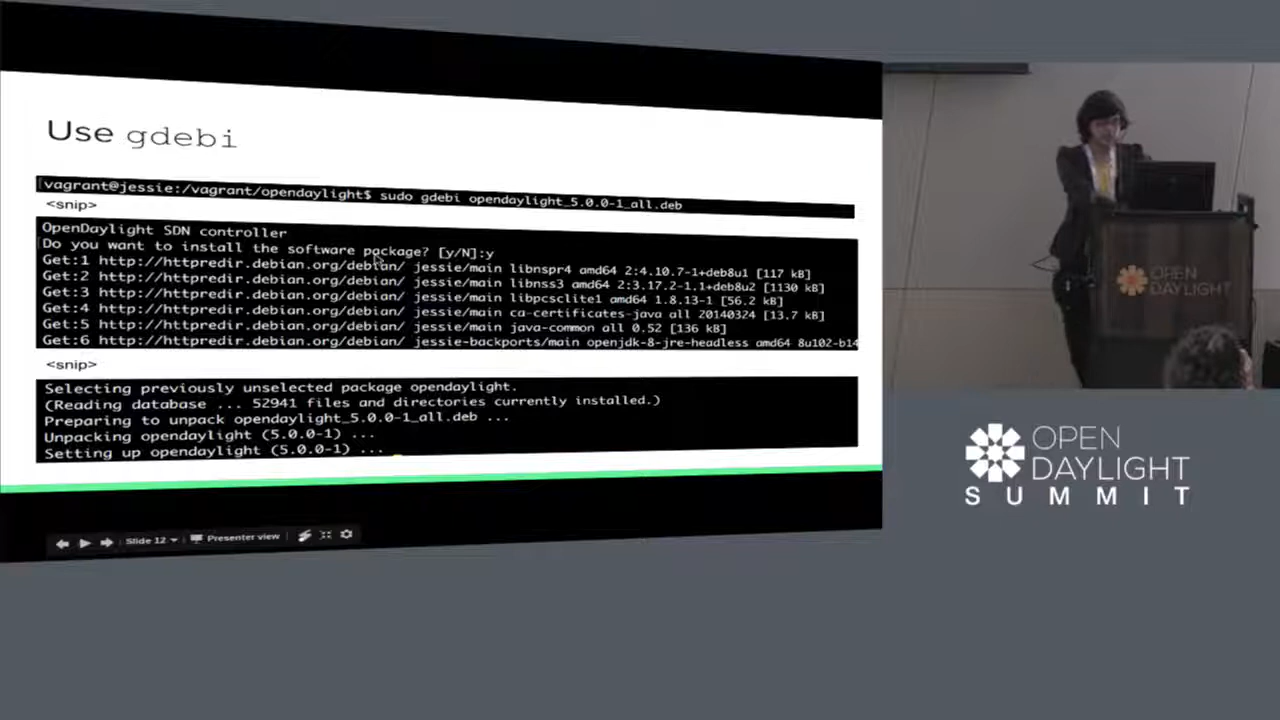 Use gdebi
vagrant@jessie:/vagrant/opendaylight$ sudo gdebi opendaylight_5.0.0-1_all.deb
<snip>
OpenDaylight SDN controller
Do you want to install the software package? [y/N]:y
Get:1 http://httpredir.debian.org/debian/ jessie/main libnspr4 amd64 2:4.10.7-1+deb8u1 [117 kB]
Get:2 http://httpredir.debian.org/debian/ jessie/main libnss3 amd64 2:3.17.2-1.1+deb8u2 [1130 kB]
Get:3 http://httpredir.debian.org/debian/ jessie/main libpcsclite1 amd64 1.8.13-1 [56.2 kB]
Get:4 http://httpredir.debian.org/debian/ jessie/main ca-certificates-java all 20140324 [13.7 kB]
Get:5 http://httpredir.debian.org/debian/ jessie/main java-common all 0.52 [136 kB]
Get:6 http://httpredir.debian.org/debian/ jessie-backports/main openjdk-8-jre-headless amd64 8u102-b14
<snip>
Selecting previously unselected package opendaylight.
(Reading database ... 52941 files and directories currently installed.)
Preparing to unpack opendaylight_5.0.0-1_all.deb ...
Unpacking opendaylight (5.0.0-1) ...
Setting up opendaylight (5.0.0-1) ...
Slide 12
Presenter view
OPEN
DAYLIGHT
OPEN
DAYLIGHT
SUMMIT